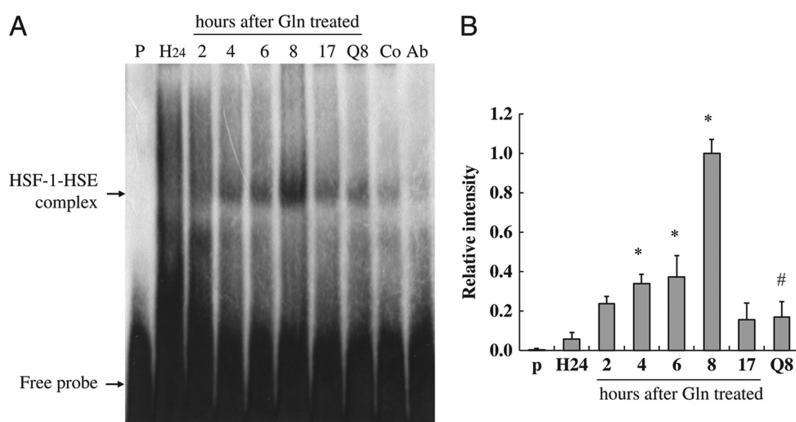 A
hours after Gln treated
P H24 2 4 6 8 17 Q8 Co Ab
HSF-1-HSE
complex
Free probe
B
Relative intensity
1.2
1.0
0.8
0.6
0.4
0.2
0.0
*
*
*
#
p H24 2 4 6 8 17 Q8
hours after Gln treated